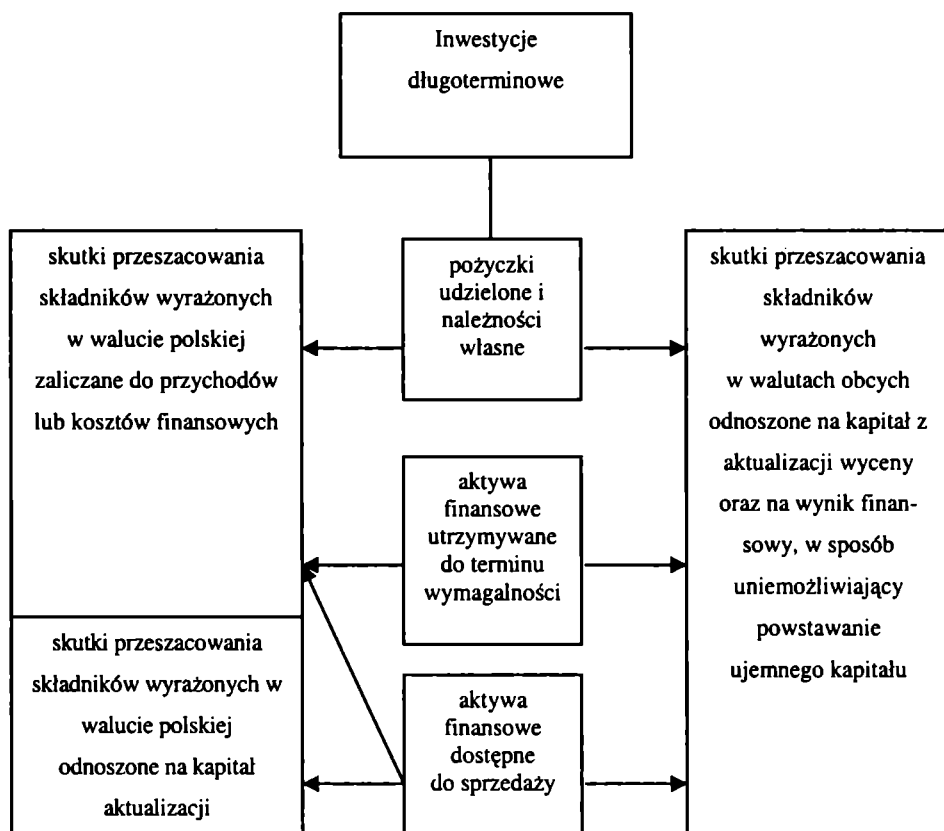 Inwestycje
długoterminowe
skutki przeszacowania
składników wyrażonych
w walucie polskiej
zaliczane do przychodów
lub kosztów finansowych
skutki przeszacowania
składników wyrażonych w
walucie polskiej
odnoszone na kapitał
aktualizacji
pożyczki
udzielone i
należności
własne
aktywa
finansowe
utrzymywane
do terminu
wymagalności
aktywa
finansowe
dostępne
do sprzedaży
skutki przeszacowania
składników
wyrażonych
w walutach obcych
odnoszone na kapitał z
aktualizacji wyceny
oraz na wynik finan-
sowy, w sposób
uniemożliwiający
powstawanie
ujemnego kapitału